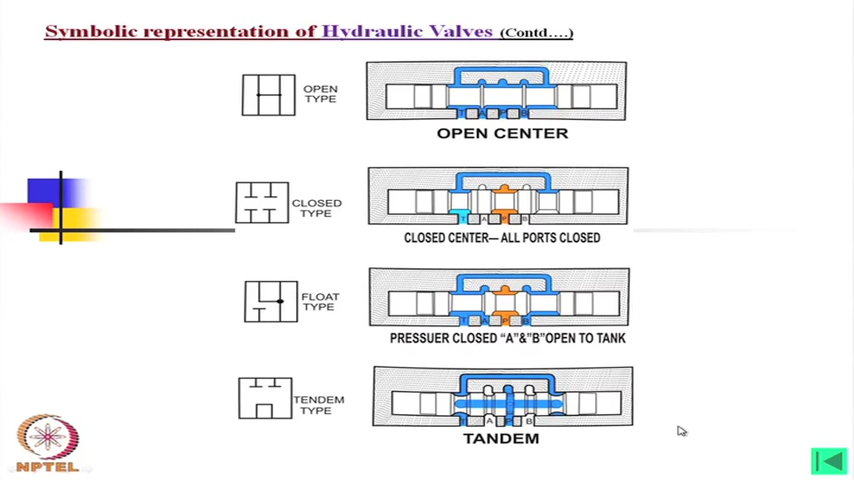 Symbolic representation of Hydraulic Valves (Contd….)
OPEN
TYPE
T A P B
OPEN CENTER
CLOSED
TYPE
T A P B
CLOSED CENTER— ALL PORTS CLOSED
FLOAT
TYPE
T A P B
PRESSUER CLOSED "A"&"B"OPEN TO TANK
TENDEM
TYPE
A P B
TANDEM
NPTEL